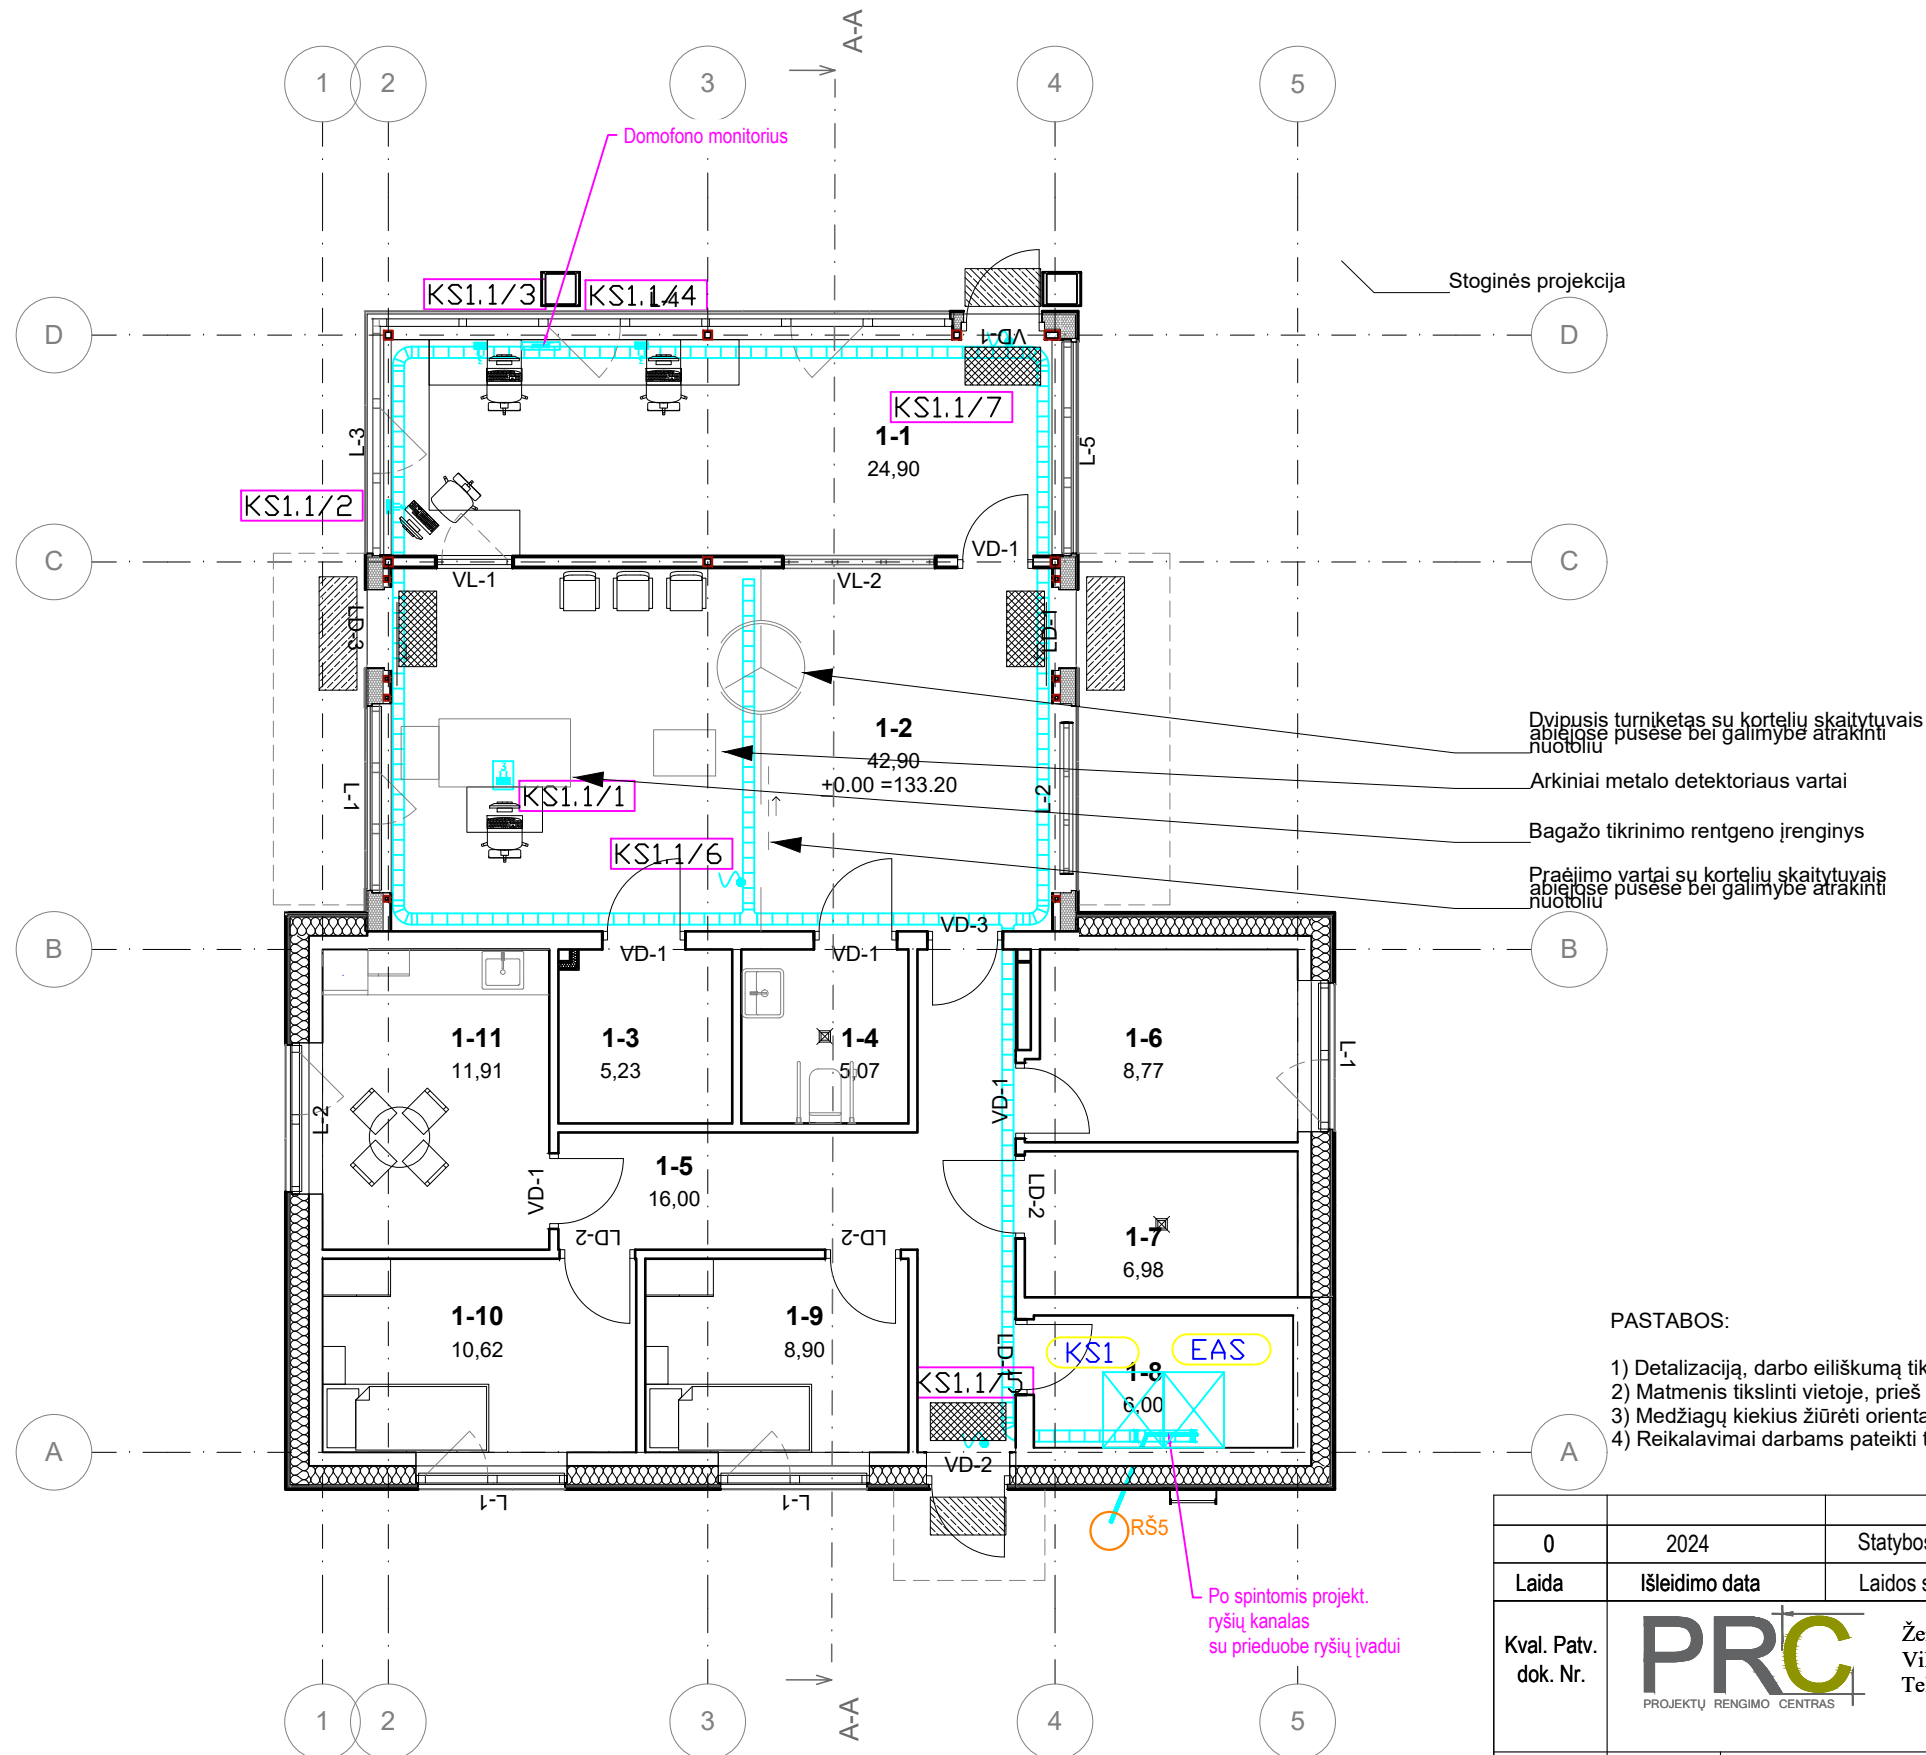 A-A
1
2
3
4
5
Domofono monitorius
Stoginės projekcija
KS1.1/3
KS1.1/4
L-4
D
D
VD-1
KS1.1/7
1-1
24,90
L-3
L-5
KS1.1/2
C
C
VL-1
VL-2
VD-1
LD-3
LD-1
Dvipusis turniketas su kortelių skaitytuvais
abiejose pusėse bei galimybe atrakinti
nuotoliu
1-2
42,90
+0.00 =133.20
Arkiniai metalo detektoriaus vartai
L-1
KS1.1/1
L-2
Bagažo tikrinimo rentgeno įrenginys
KS1.1/6
Praėjimo vartai su kortelių skaitytuvais
abiejose pusėse bei galimybe atrakinti
nuotoliu
B
B
VD-1
VD-1
VD-3
1-11
11,91
1-3
5,23
1-4
5,07
1-6
8,77
L-1
L-2
VD-1
1-5
16,00
VD-1
LD-2
LD-2
LD-2
1-7
6,98
1-10
10,62
1-9
8,90
KS1
EAS
1-8
6,00
KS1.1/5
A
A
VD-2
L-1
L-1
RŠ5
Po spintomis projekt.
ryšių kanalas
su prieduobe ryšių įvadui
PASTABOS:
1) Detalizaciją, darbo eiliškumą
2) Matmenis tikslinti vietoje, prieš
3) Medžiagų kiekius žiūrėti
4) Reikalavimai darbams pateikti
0
2024
Laida
Išleidimo data
Laidos
Kval. Patv.
dok. Nr.
PRC
PROJEKTŲ RENGIMO CENTRAS
1
2
3
4
5
A-A